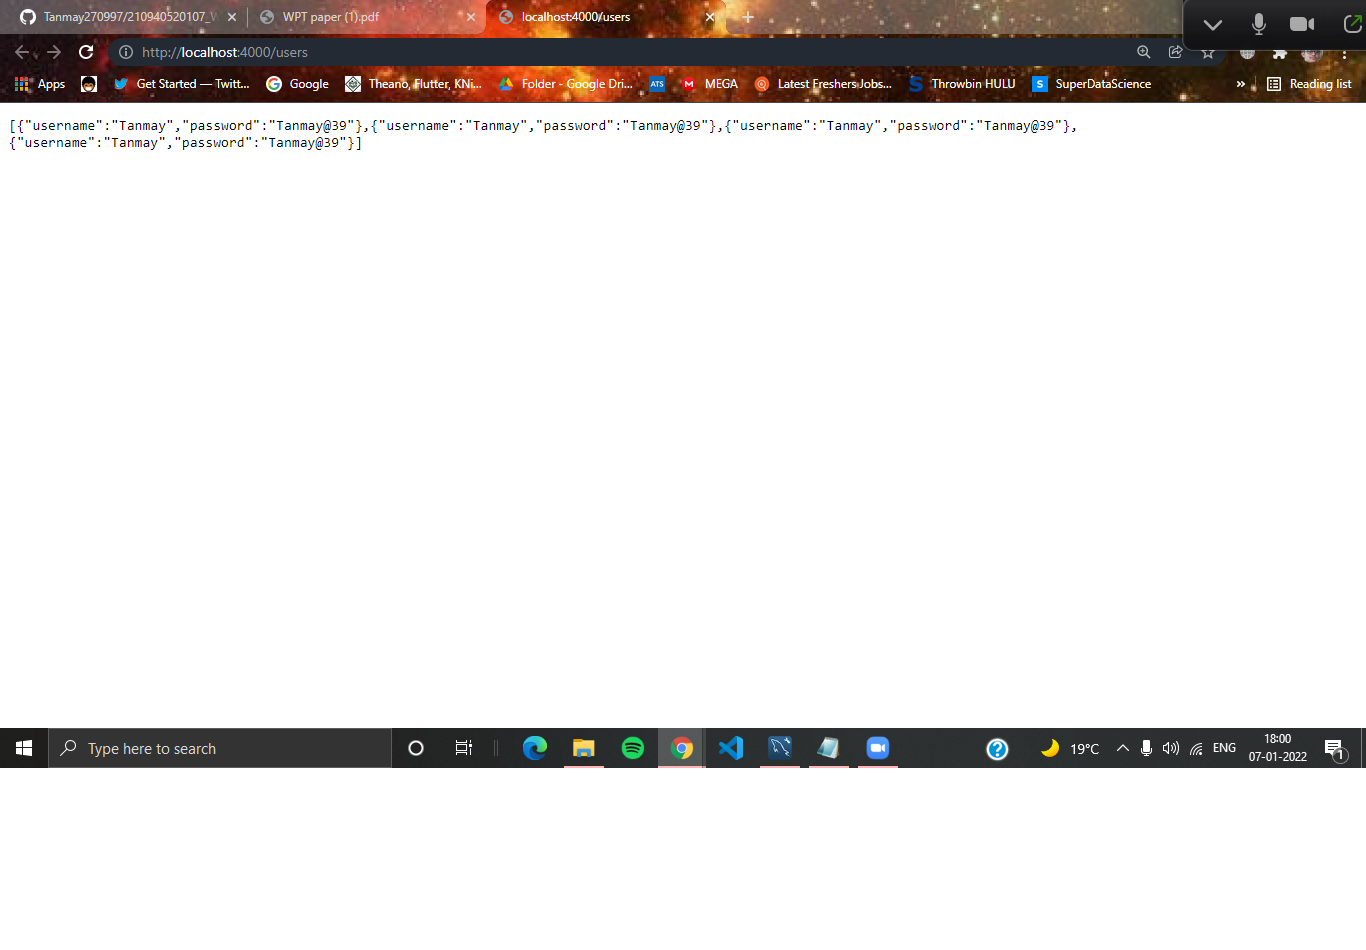 Tanmay270997/210940520107_W
WPT paper (1).pdf
localhost:4000/users
http://localhost:4000/users
Apps
Get Started — Twitt...
Google
Theano, Flutter, KNi...
Folder - Google Dri...
ATS
MEGA
Latest Freshers Jobs...
Throwbin HULU
SuperDataScience
»
Reading list
[{"username":"Tanmay","password":"Tanmay@39"},{"username":"Tanmay","password":"Tanmay@39"},{"username":"Tanmay","password":"Tanmay@39"},
{"username":"Tanmay","password":"Tanmay@39"}]
Type here to search
19°C
ENG
18:00
07-01-2022
1